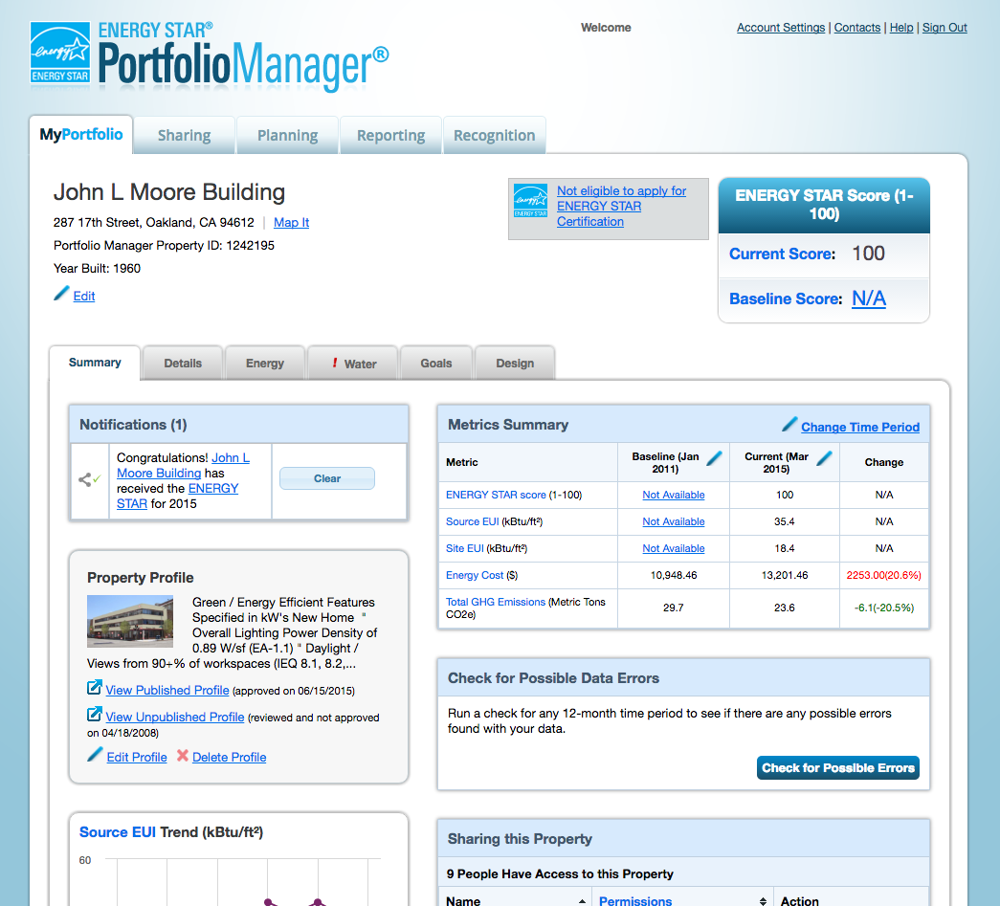 ENERGY STAR
ENERGY STAR®
PortfolioManager®
Welcome
Account Settings | Contacts | Help | Sign Out
MyPortfolio
Sharing
Planning
Reporting
Recognition
John L Moore Building
287 17th Street, Oakland, CA 94612 | Map It
Portfolio Manager Property ID: 1242195
Year Built: 1960
Edit
ENERGY STAR
Not eligible to apply for
ENERGY STAR
Certification
ENERGY STAR Score (1-
100)
Current Score: 100
Baseline Score: N/A
Summary
Details
Energy
! Water
Goals
Design
Notifications (1)
Congratulations! John L
Moore Building has
received the ENERGY
STAR for 2015
Clear
Property Profile
Green / Energy Efficient Features
Specified in kW's New Home "
Overall Lighting Power Density of
0.89 W/sf (EA-1.1) " Daylight /
Views from 90+% of workspaces (IEQ 8.1, 8.2,...
View Published Profile (approved on 06/15/2015)
View Unpublished Profile (reviewed and not approved
on 04/18/2008)
Edit Profile Delete Profile
Source EUI Trend (kBtu/ft²)
60
Metrics Summary
Change Time Period
Metric
Baseline (Jan
2011)
Current (Mar
2015)
Change
ENERGY STAR score (1-100) Not Available 100 N/A
Source EUI (kBtu/ft²) Not Available 35.4 N/A
Site EUI (kBtu/ft²) Not Available 18.4 N/A
Energy Cost ($) 10,948.46 13,201.46 2253.00(20.6%)
Total GHG Emissions (Metric Tons
CO2e)
29.7 23.6 -6.1(-20.5%)
Check for Possible Data Errors
Run a check for any 12-month time period to see if there are any possible errors
found with your data.
Check for Possible Errors
Sharing this Property
9 People Have Access to this Property
Name Permissions Action